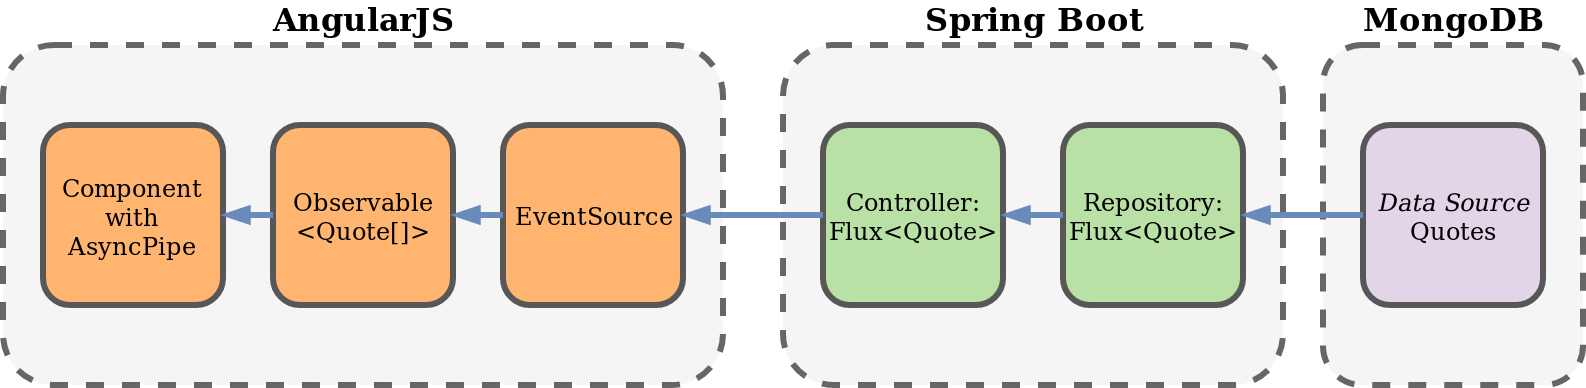 AngularJS
Spring Boot
MongoDB
Component
with
AsyncPipe
Observable
<Quote[]>
EventSource
Controller:
Flux<Quote>
Repository:
Flux<Quote>
Data Source
Quotes